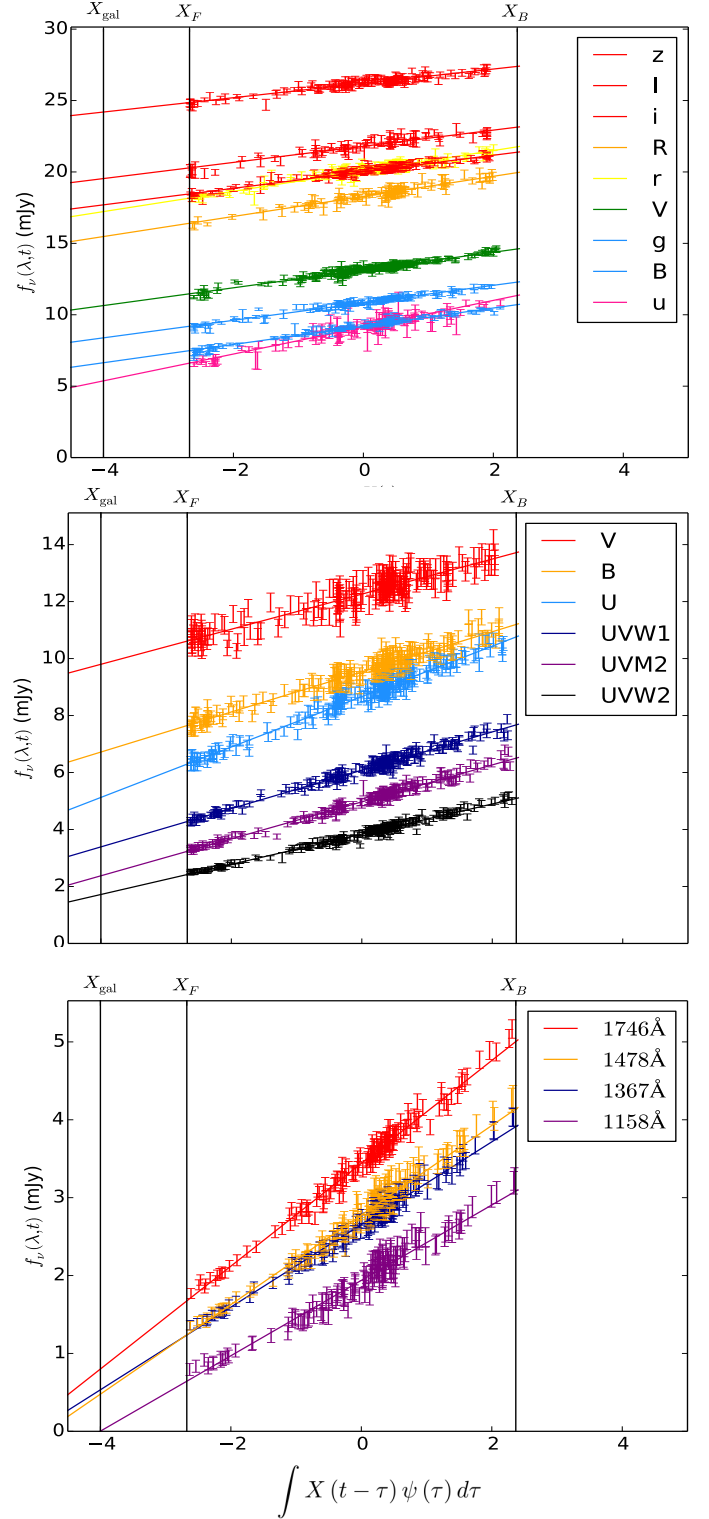 X_gal X_F X_B
30
25
20
15
10
5
0
f_ν(λ,t) (mJy)
z
I
i
R
r
V
g
B
u
−4 −2 0 2 4
X_gal X_F X_B
14
12
10
8
6
4
2
0
f_ν(λ,t) (mJy)
V
B
U
UVW1
UVM2
UVW2
X_gal X_F X_B
5
4
3
2
1
0
f_ν(λ,t) (mJy)
1746Å
1478Å
1367Å
1158Å
−4 −2 0 2 4
∫ X (t − τ) ψ (τ) dτ